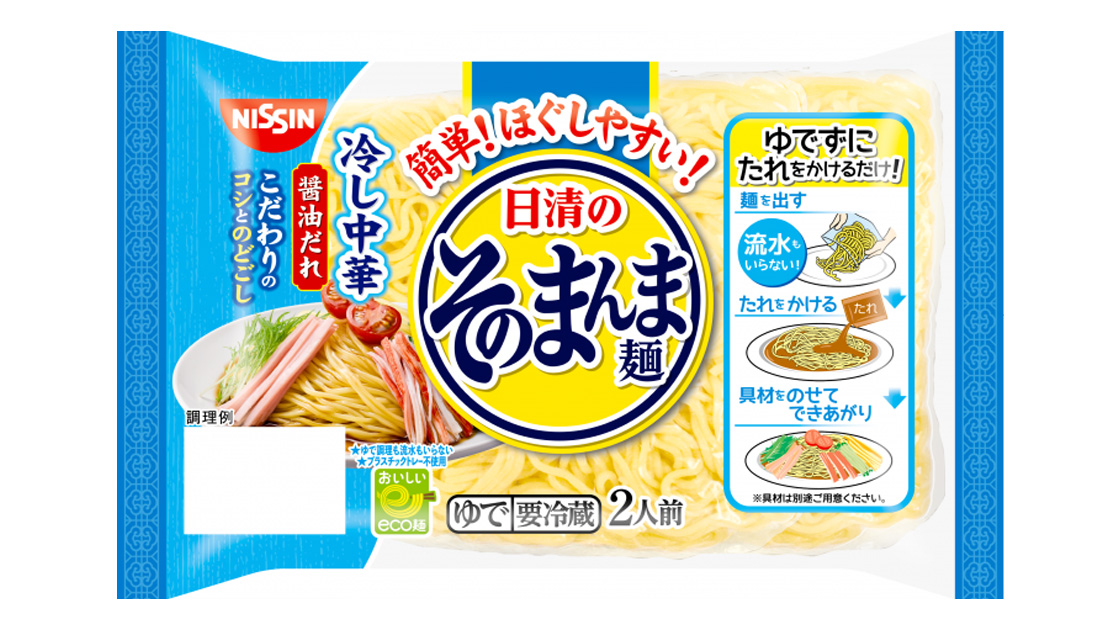 NISSIN
冷し中華
醤油だれ
こだわりの
コシとのどごし
簡単!ほぐしやすい!
日清の
そのまんま麺
ゆでずに
たれをかけるだけ!
麺を出す
流水も
いらない!
たれをかける
たれ
具材をのせて
できあがり
※具材は別途ご用意ください。
調理例
★ゆで調理も流水もいらない
★プラスチックトレー不使用
おいしい
eco麺
ゆで 要冷蔵 2人前